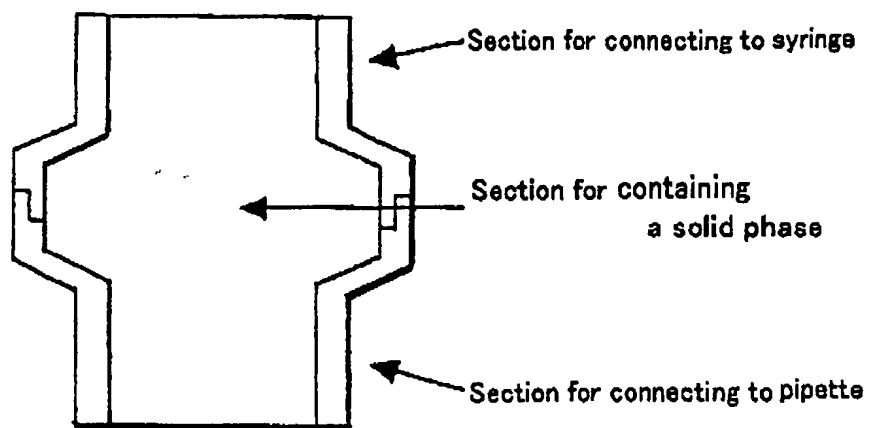 Section for connecting to syringe
Section for containing
a solid phase
Section for connecting to pipette